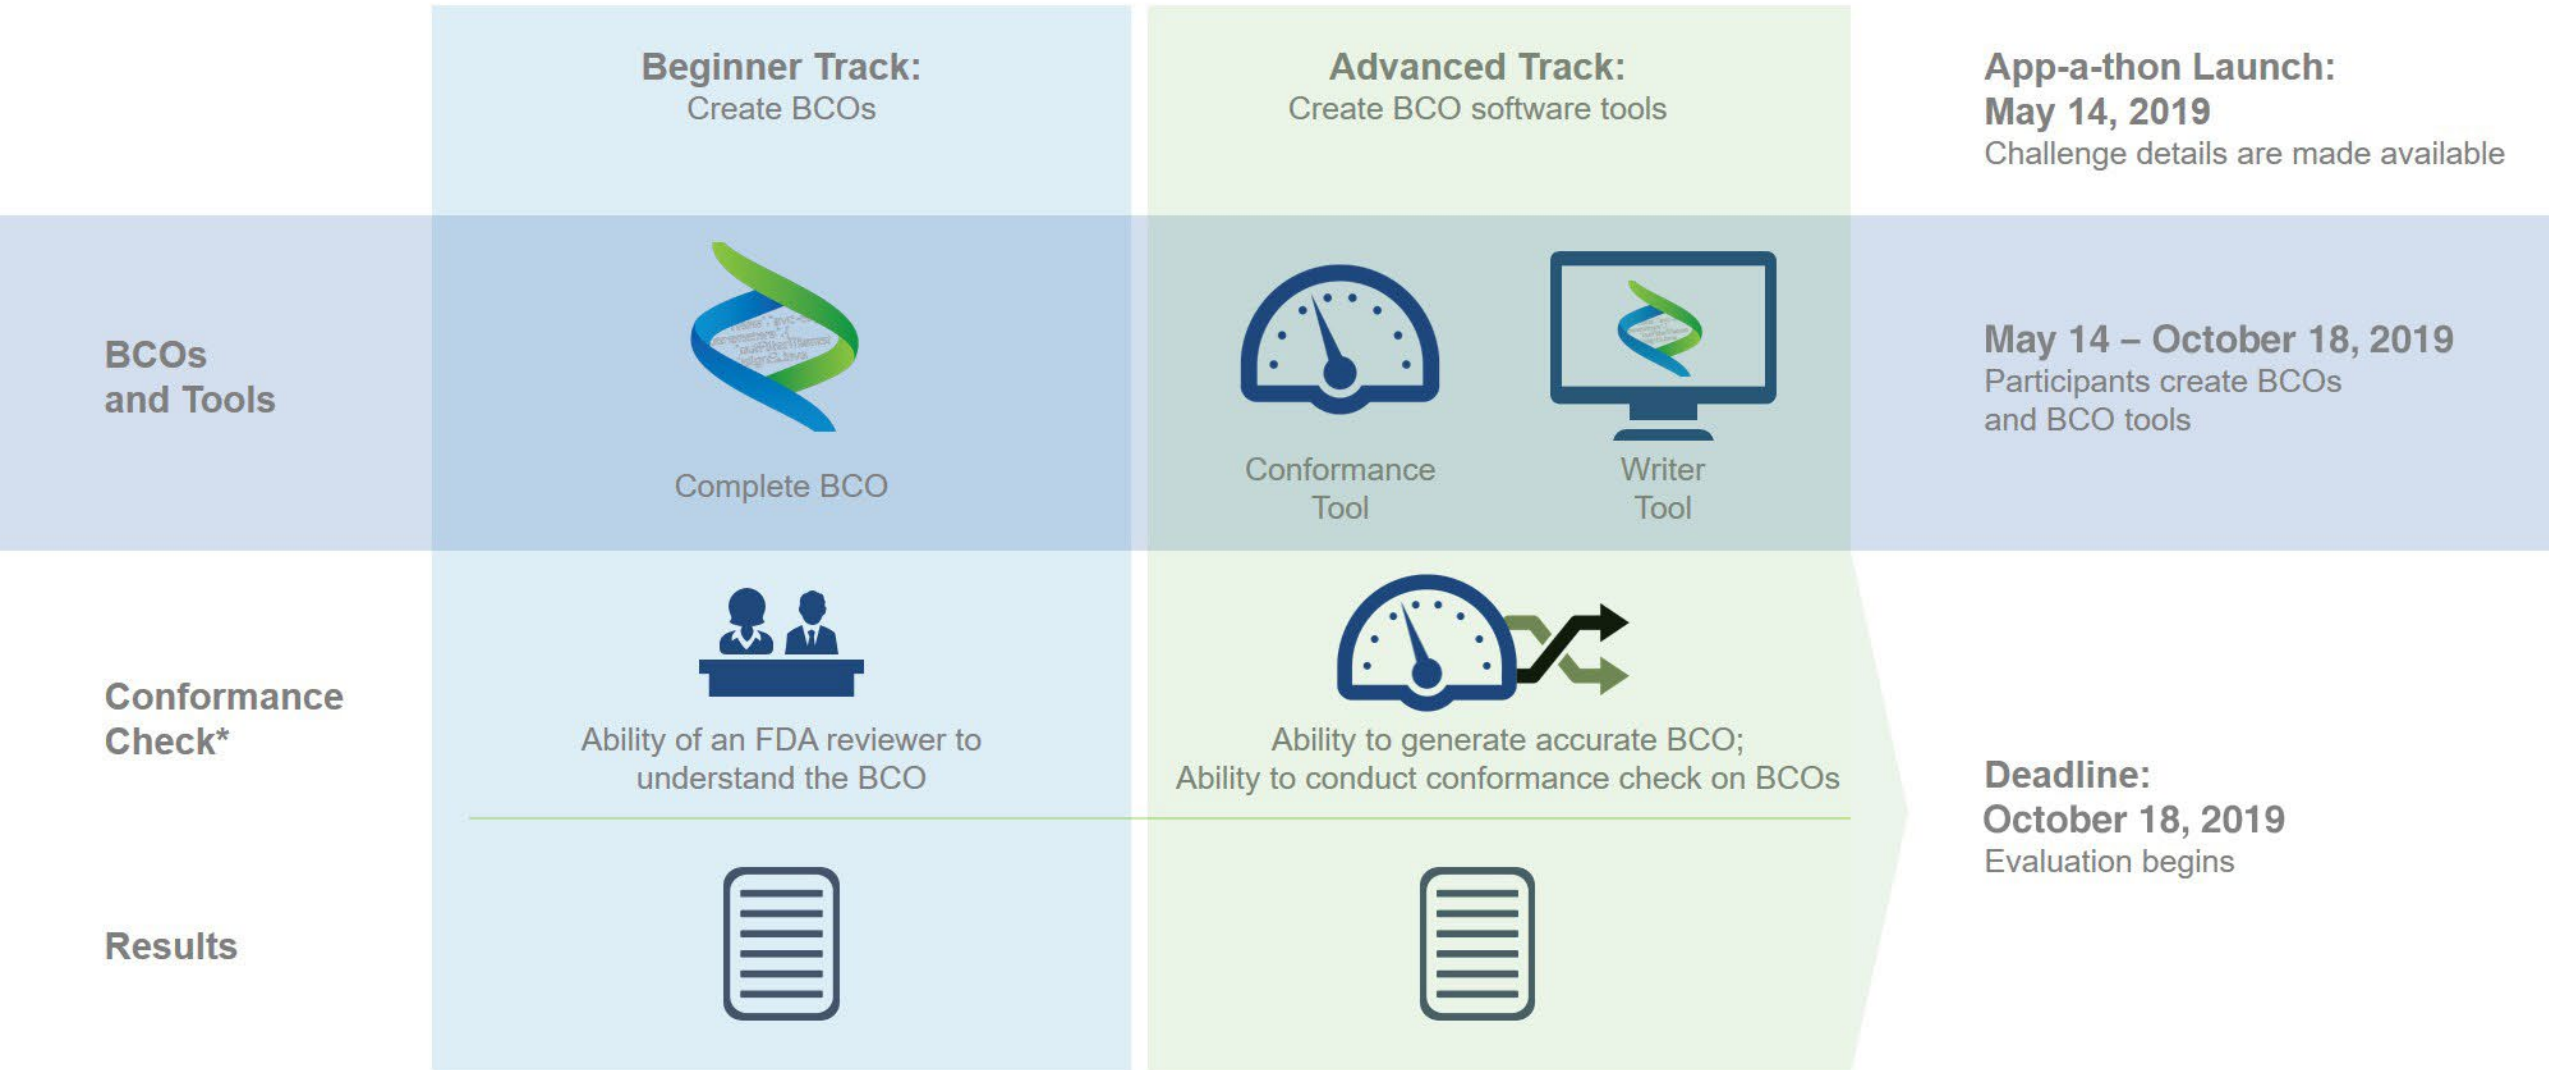 Beginner Track:
Create BCOs
Advanced Track:
Create BCO software tools
App-a-thon Launch:
May 14, 2019
Challenge details are made available
BCOs
and Tools
Complete BCO
Conformance
Tool
Writer
Tool
May 14 – October 18, 2019
Participants create BCOs
and BCO tools
Conformance
Check*
Ability of an FDA reviewer to
understand the BCO
Ability to generate accurate BCO;
Ability to conduct conformance check on BCOs
Deadline:
October 18, 2019
Evaluation begins
Results